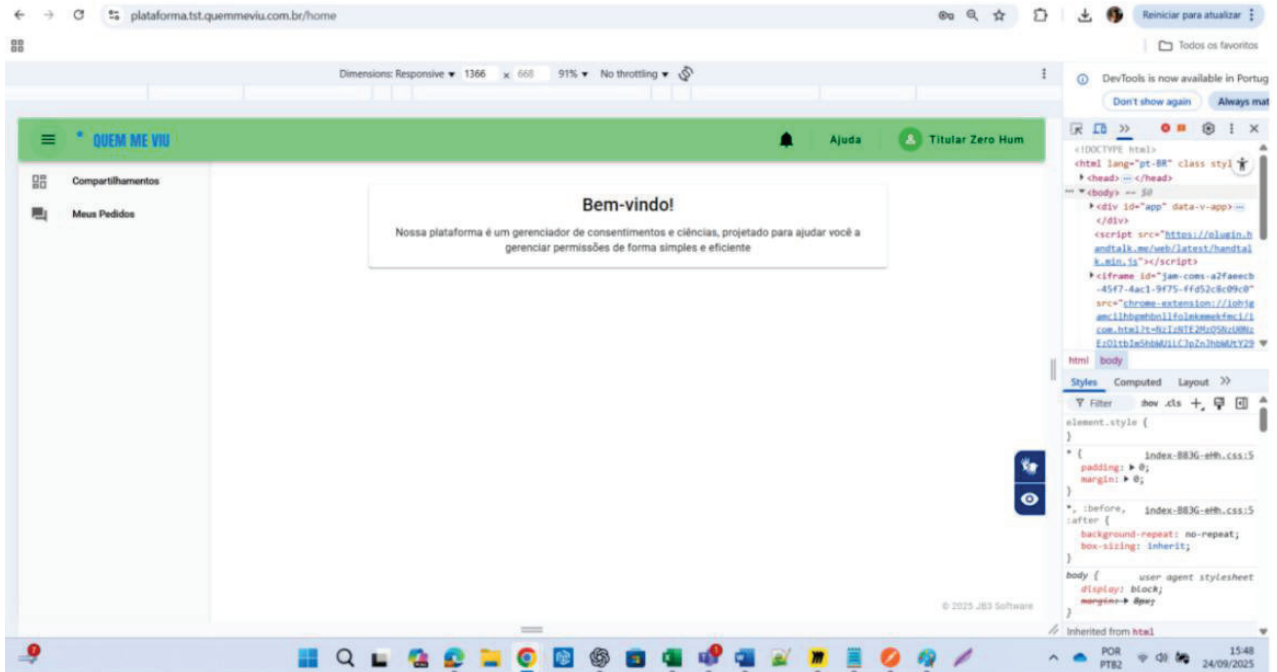 plataforma.tst.quemmeviu.com.br/home
Reiniciar para atualizar
Todos os favoritos
Dimensions: Responsive 1366 x 668 91% No throttling
DevTools is now available in Portug
Don't show again Always mat
QUEM ME VIU Ajuda Titular Zero Hum
Compartilhamentos
Meus Pedidos
Bem-vindo!
Nossa plataforma é um gerenciador de consentimentos e ciências, projetado para ajudar você a
gerenciar permissões de forma simples e eficiente
© 2025 JB3 Software
<!DOCTYPE html>
<html lang="pt-BR" class styl
<head> </head>
<body> == $0
<div id="app" data-v-app>
</div>
<script src="https://plugin.h
andtalk.me/web/latest/handtal
k.min.js"></script>
src="chrome-extension://
html body
Styles Computed Layout
Filter :hov .cls
element.style {
}
* { index-B83G-eHh.css:5
padding: 0;
margin: 0;
}
*, :before, index-B83G-eHh.css:5
:after {
background-repeat: no-repeat;
box-sizing: inherit;
}
body { user agent stylesheet
display: block;
margin: 8px;
}
Inherited from html
POR
PTB2
15:48
24/09/2025